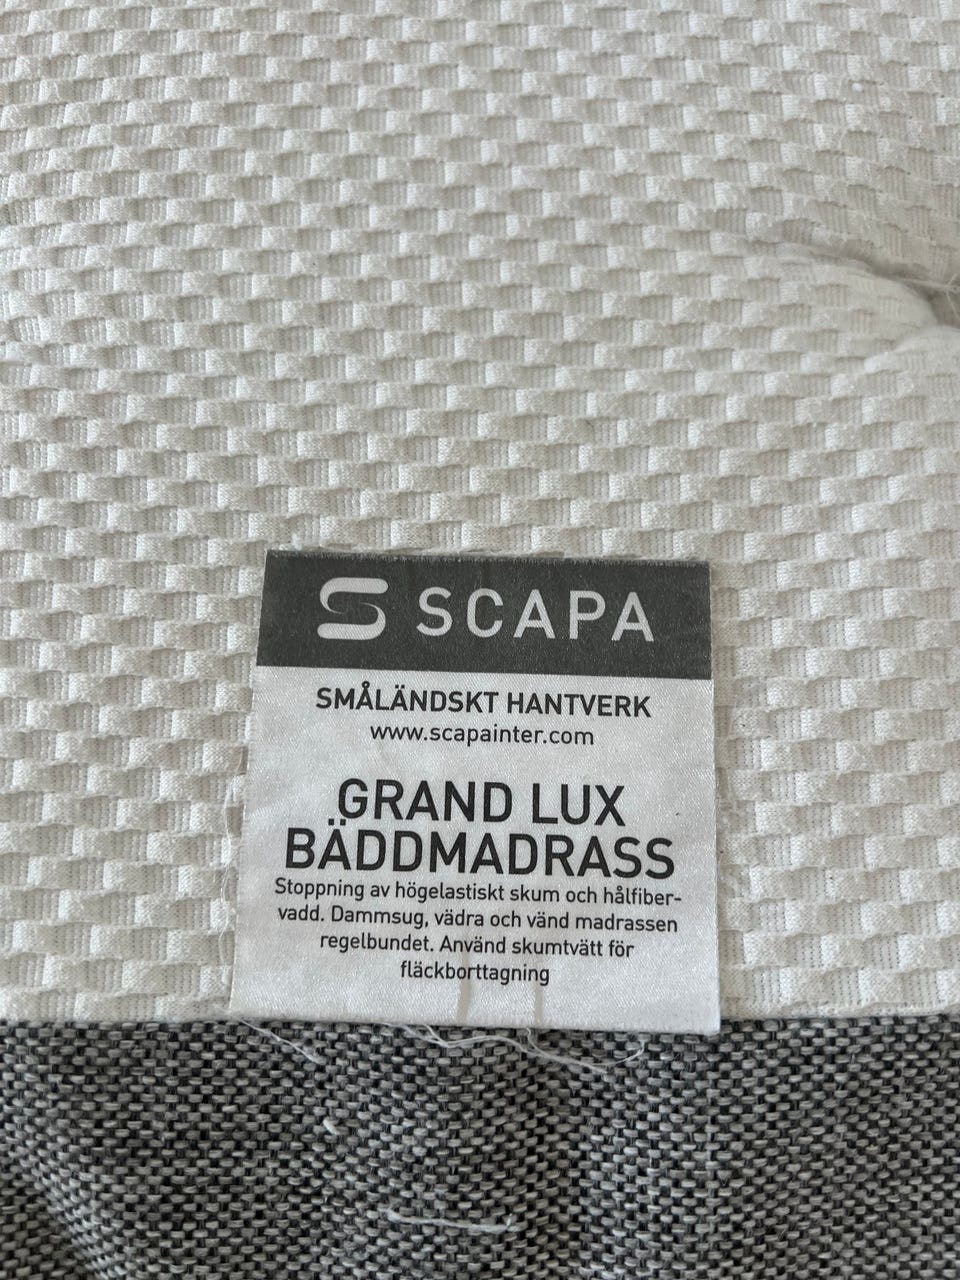 SCAPA
SMÅLÄNDSKT HANTVERK
www.scapainter.com
GRAND LUX
BÄDDMADRASS
Stoppning av högelastiskt skum och hålfiber-
vadd. Dammsug, vädra och vänd madrassen
regelbundet. Använd skumtvätt för
fläckborttagning